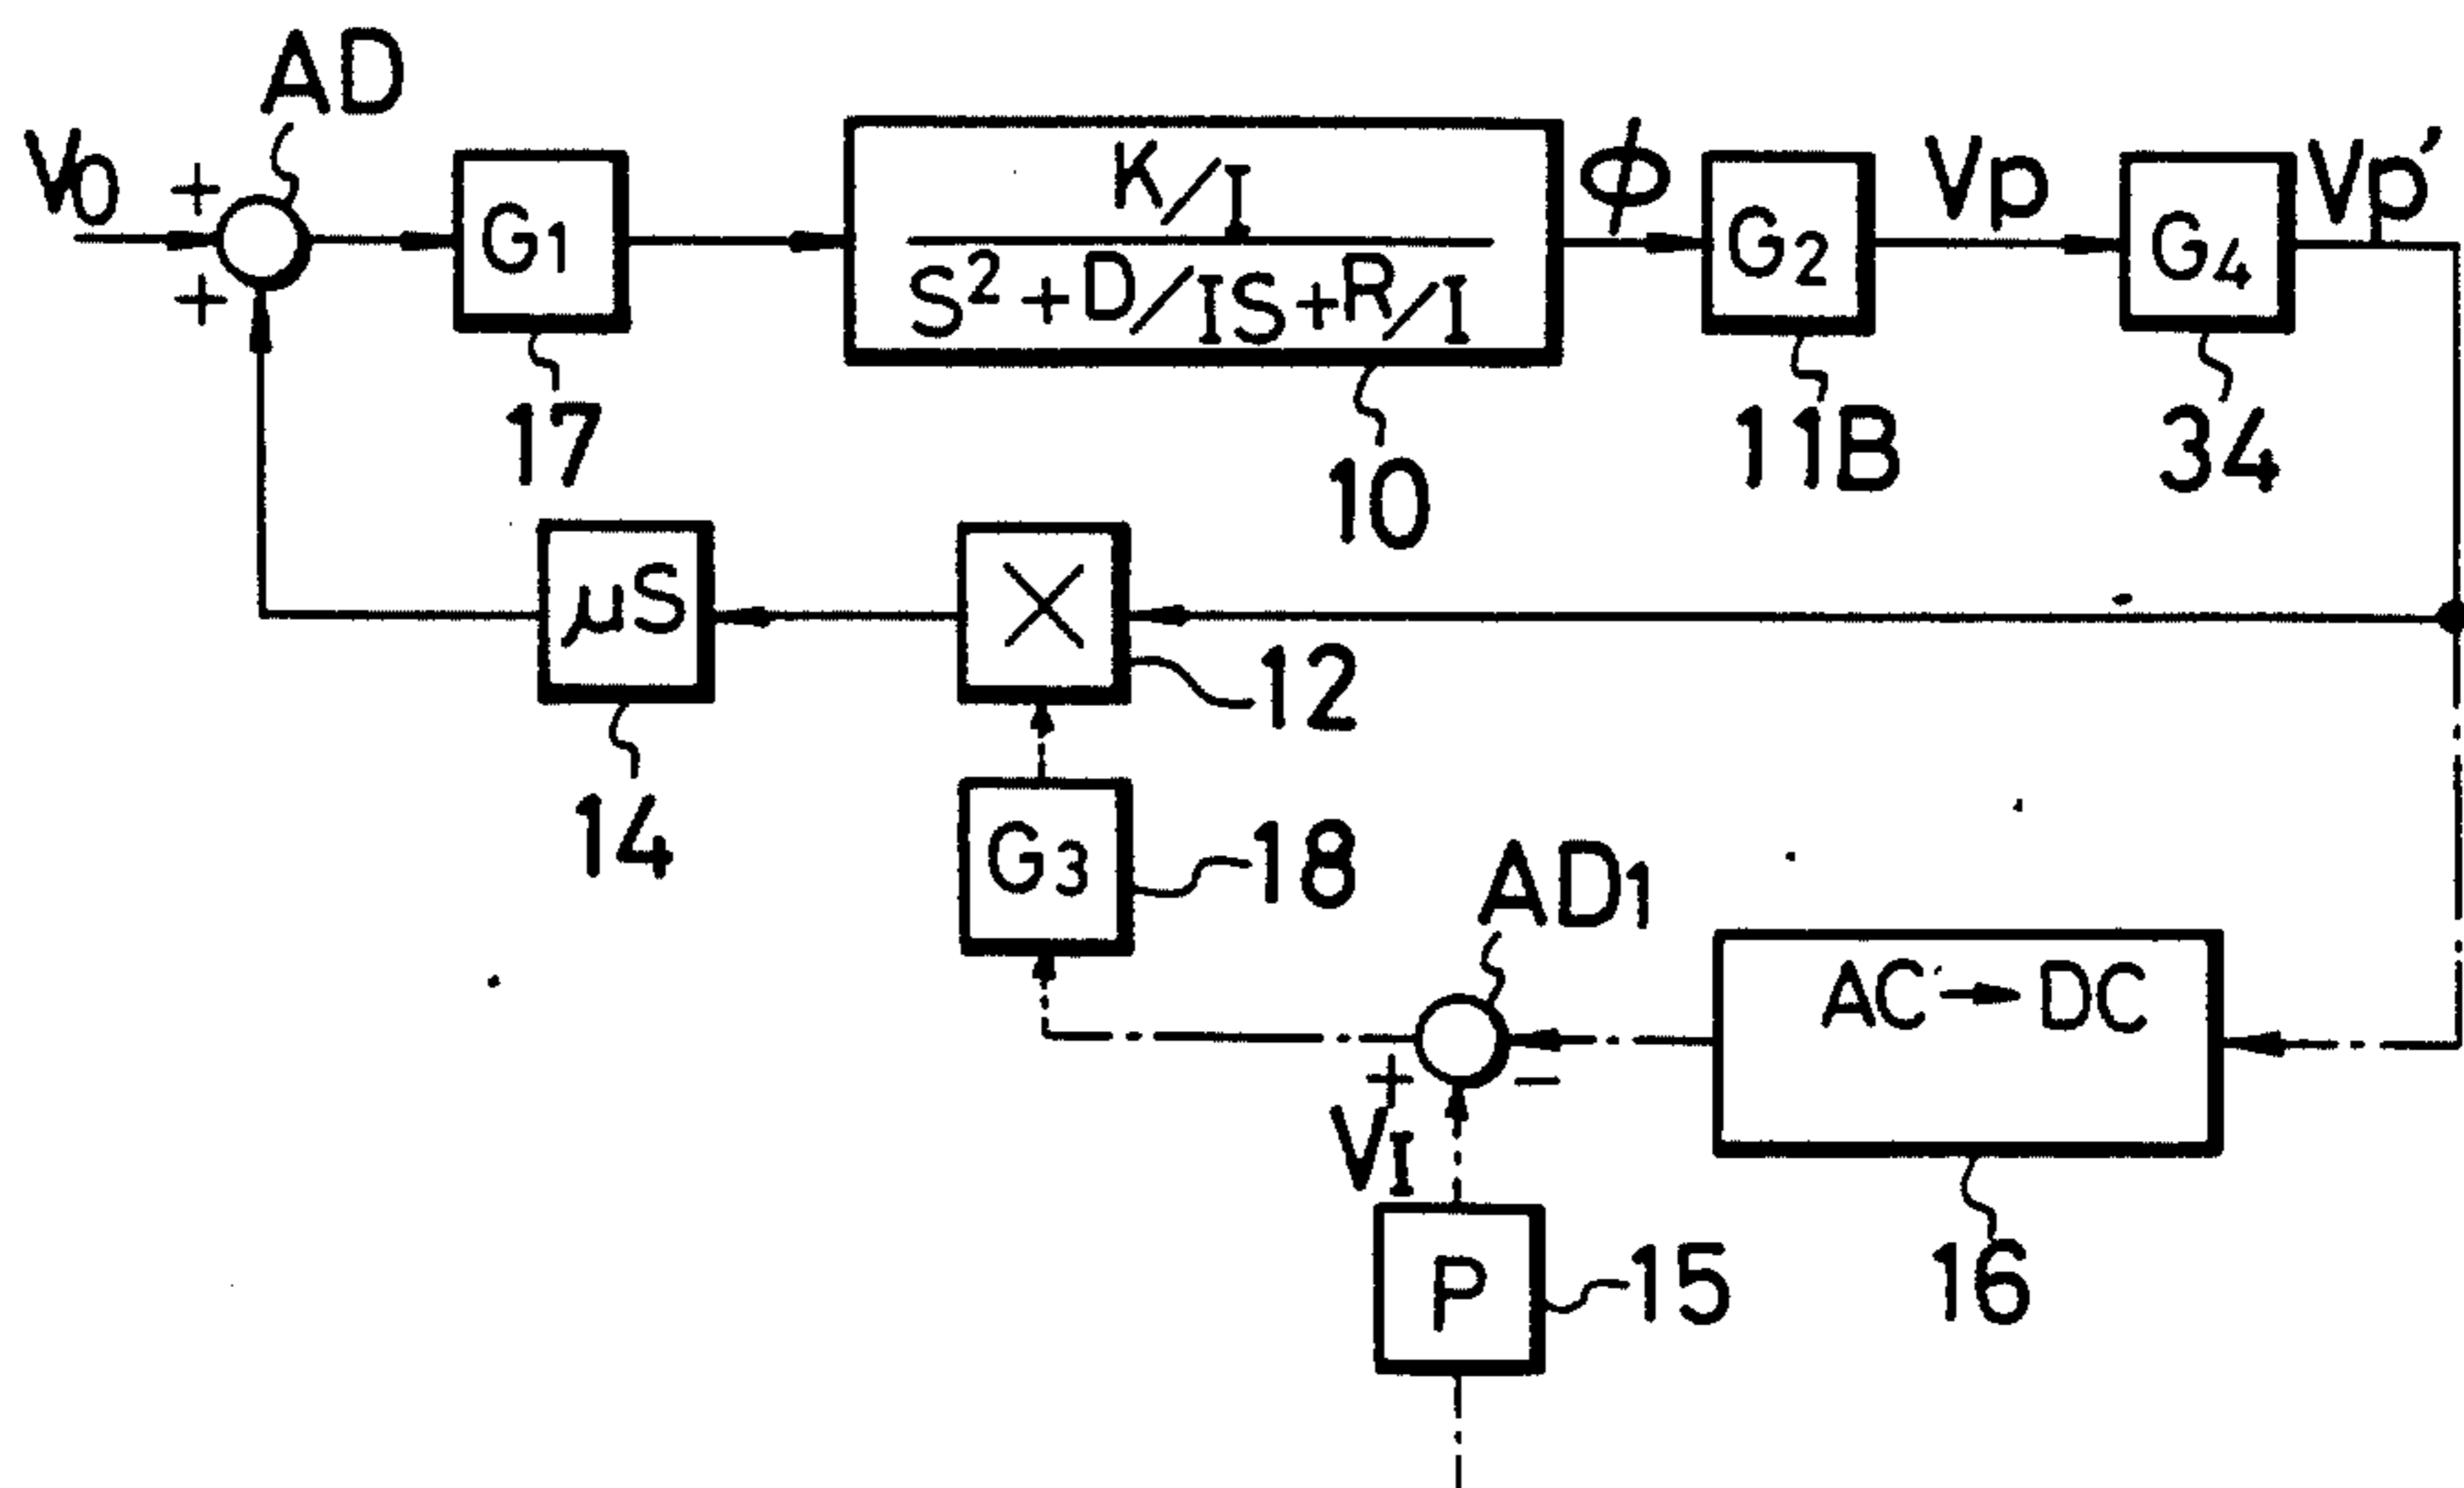 AD
V0 + G1 K/I φ G2 Vp G4 Vp'
+ S² + D/IS + R/I
17 10 11B 34
μS × 12
14 G3 18 AD1
AC → DC
+ −
VI
P 15 16